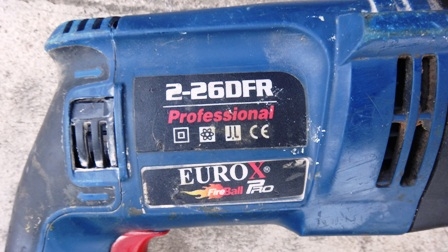 2-26DFR
Professional
J.L CE
EUROX®
FireBall PRO